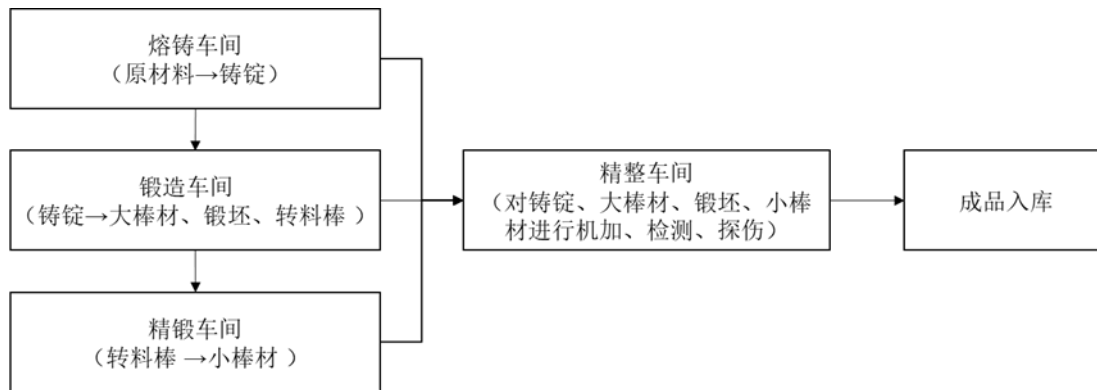 熔铸车间
（原材料→铸锭）
锻造车间
（铸锭→大棒材、锻坯、转料棒 ）
精锻车间
（转料棒 →小棒材 ）
精整车间
（对铸锭、大棒材、锻坯、小棒
材进行机加、检测、探伤）
成品入库